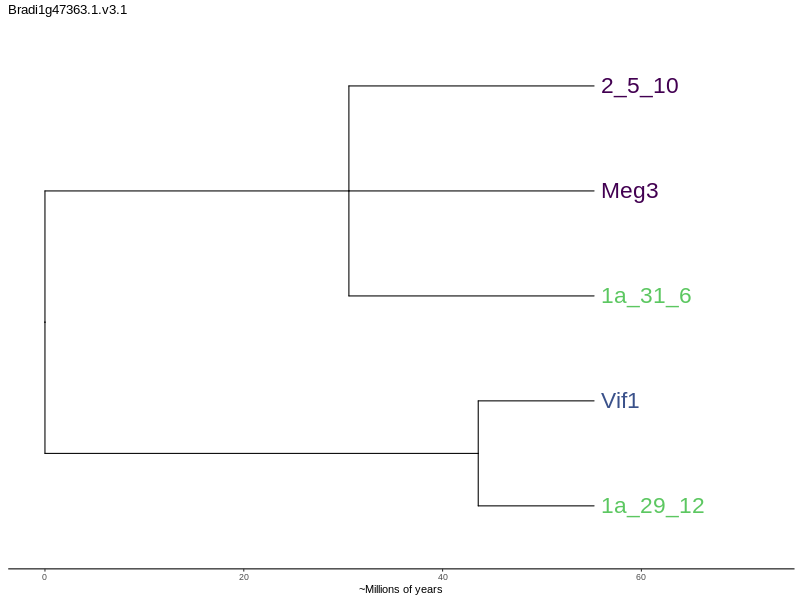 Bradi1g47363.1.v3.1
2_5_10
Meg3
1a_31_6
Vif1
1a_29_12
0 20 40 60
~Millions of years